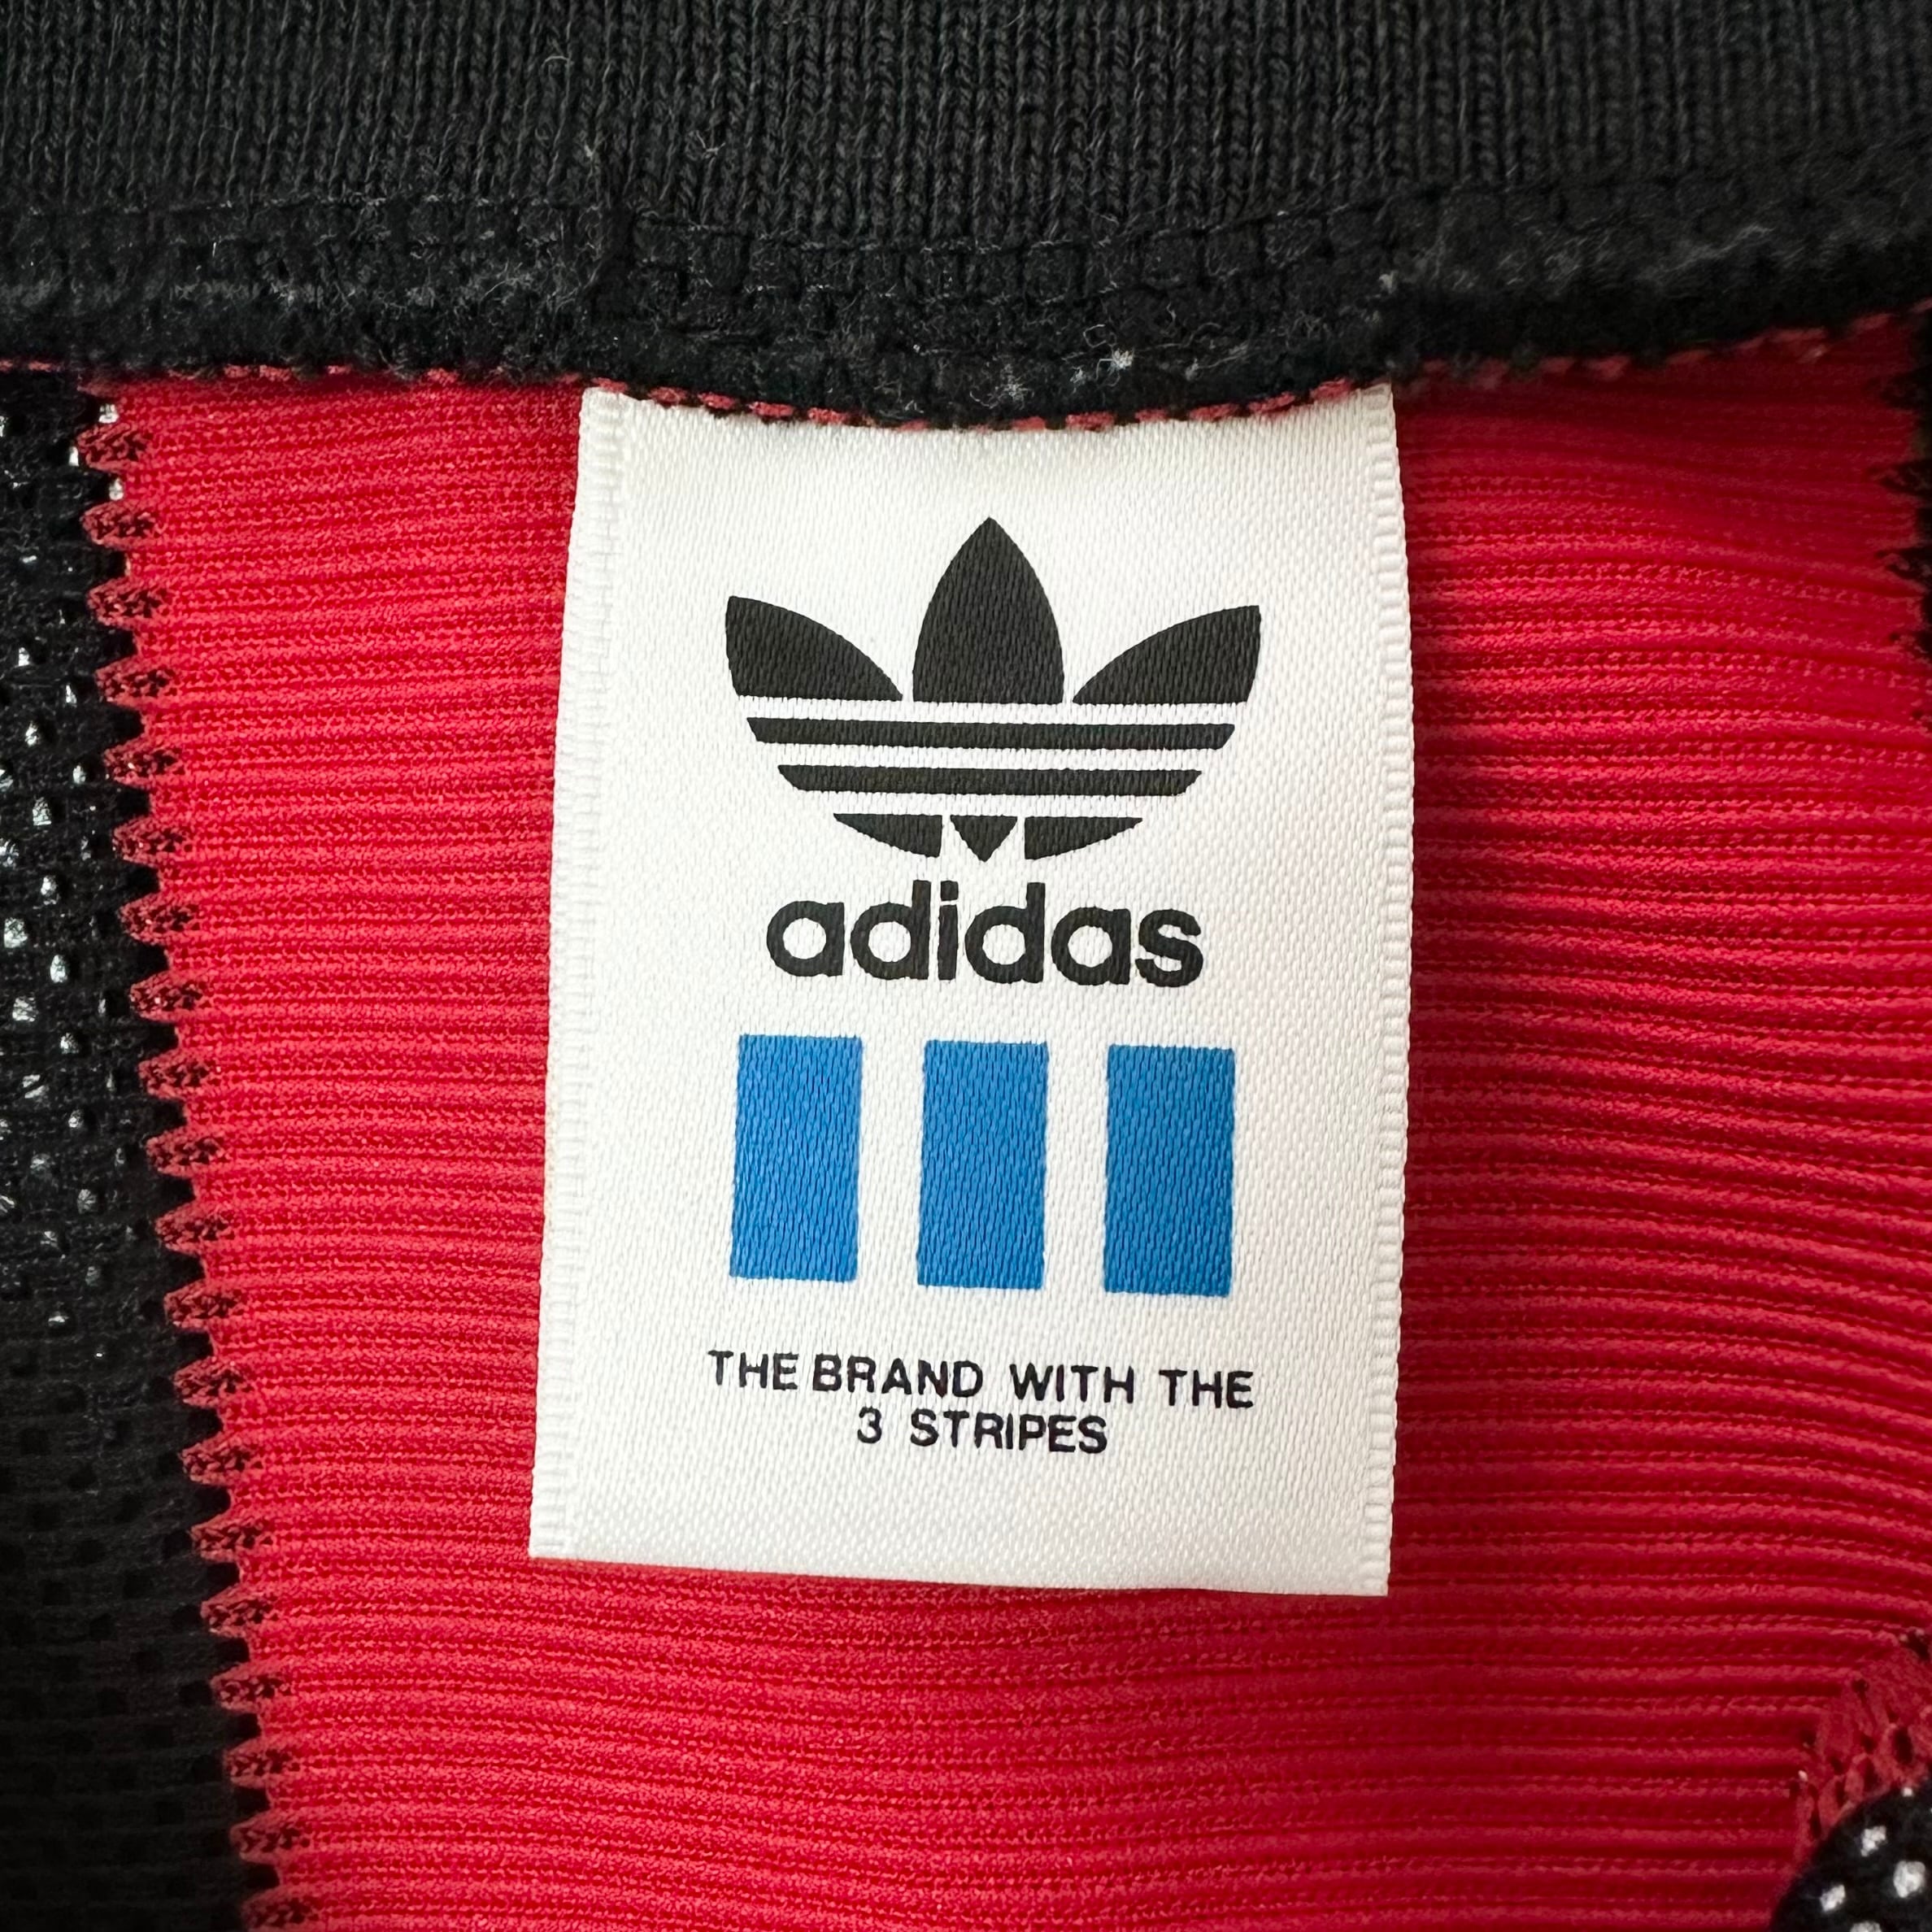 adidas
THE BRAND WITH THE
3 STRIPES